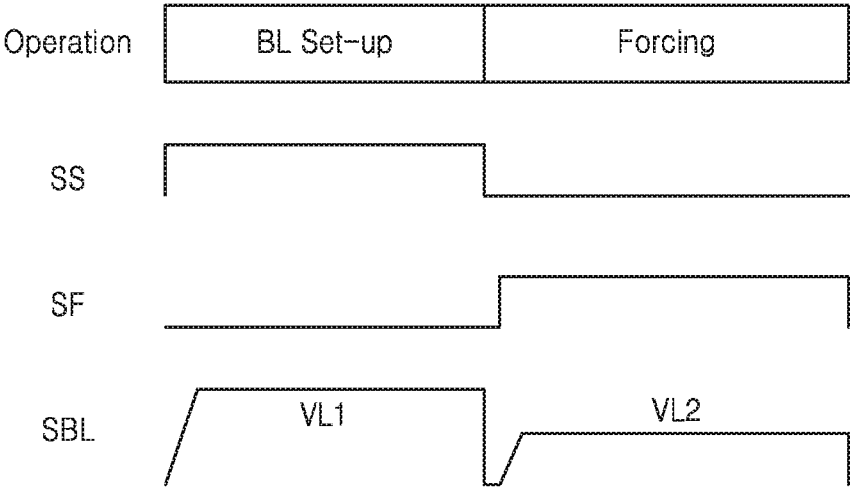 Operation
BL Set-up
Forcing
SS
SF
SBL
VL1
VL2